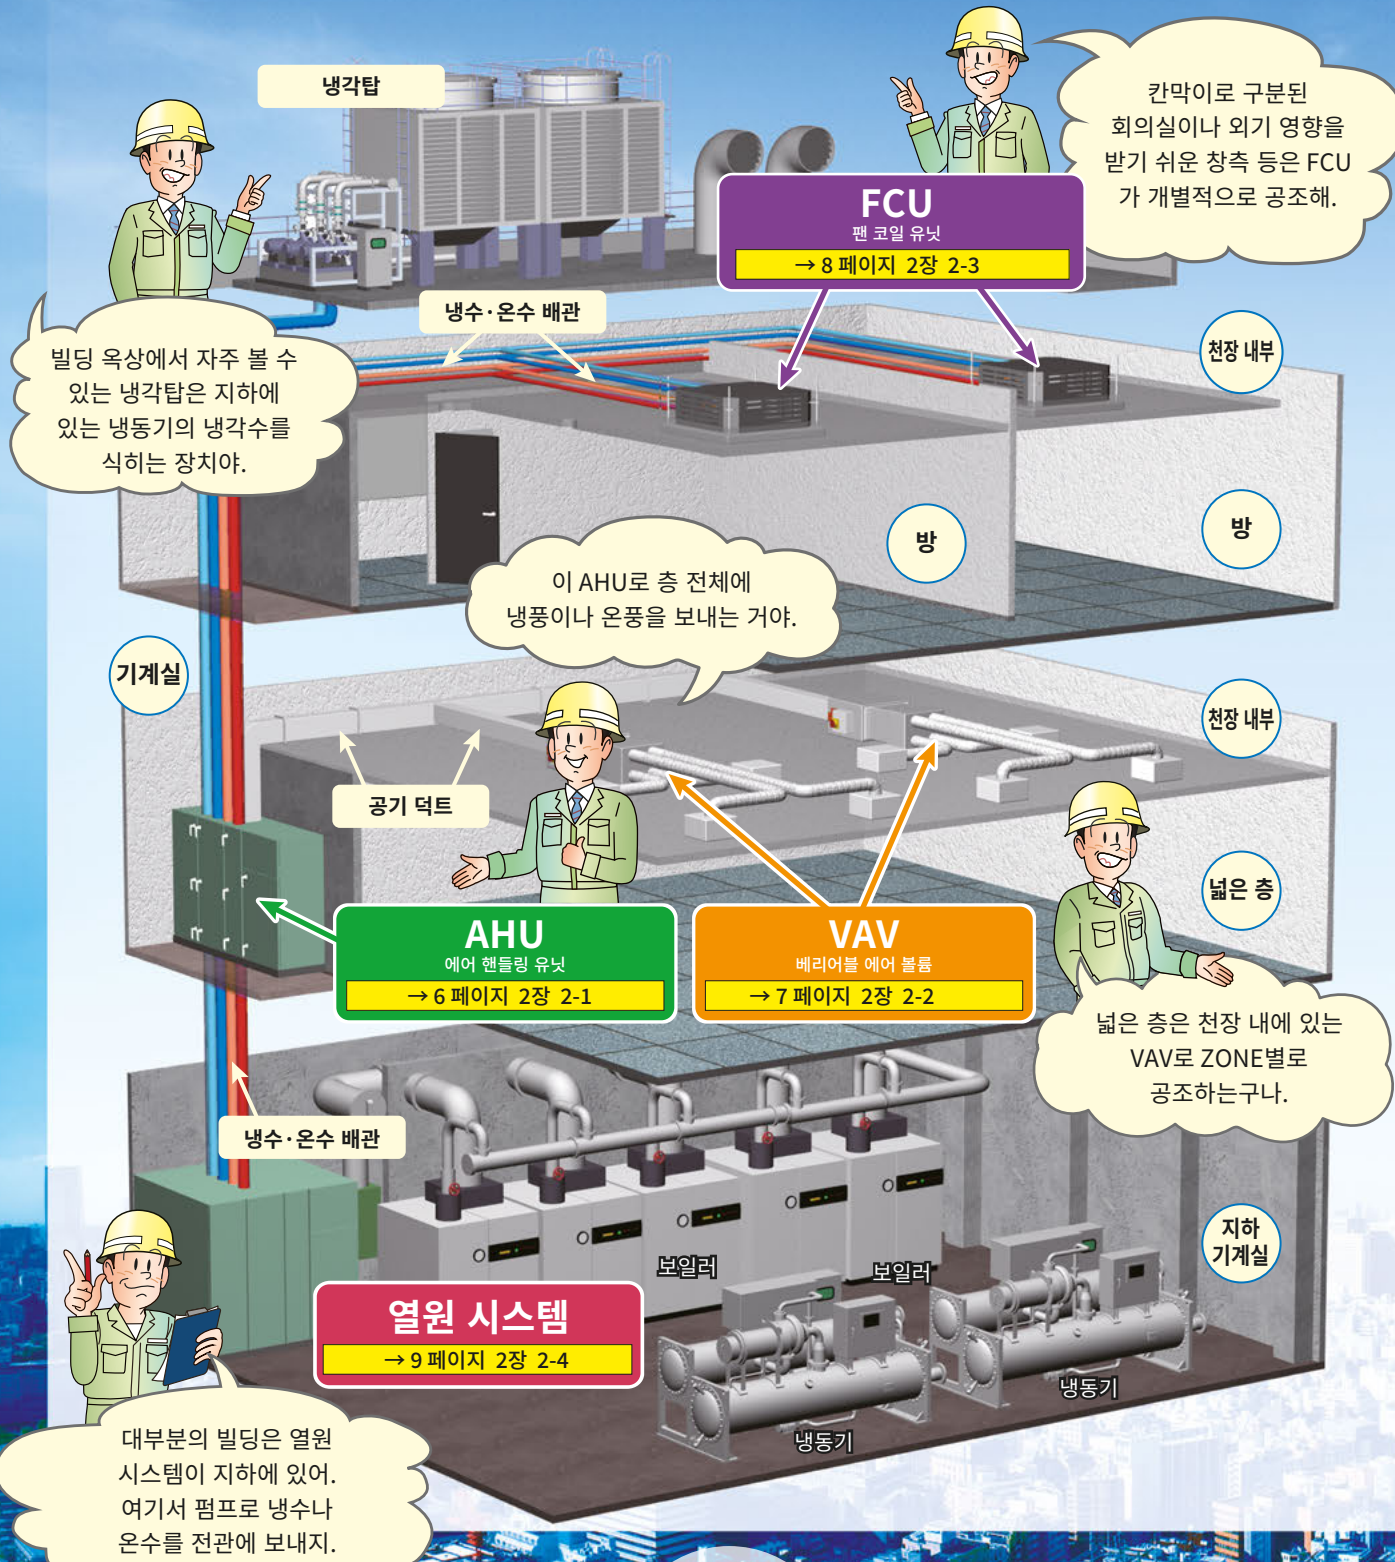 냉각탑
칸막이로 구분된
회의실이나 외기 영향을
받기 쉬운 창측 등은 FCU
가 개별적으로 공조해.
FCU
팬 코일 유닛
→ 8 페이지 2장 2-3
냉수·온수 배관
천장 내부
빌딩 옥상에서 자주 볼 수
있는 냉각탑은 지하에
있는 냉동기의 냉각수를
식히는 장치야.
방
방
이 AHU로 층 전체에
냉풍이나 온풍을 보내는 거야.
기계실
천장 내부
공기 덕트
넓은 층
AHU
에어 핸들링 유닛
→ 6 페이지 2장 2-1
VAV
베리어블 에어 볼륨
→ 7 페이지 2장 2-2
넓은 층은 천장 내에 있는
VAV로 ZONE별로
공조하는구나.
냉수·온수 배관
지하
기계실
보일러
보일러
열원 시스템
→ 9 페이지 2장 2-4
냉동기
냉동기
대부분의 빌딩은 열원
시스템이 지하에 있어.
여기서 펌프로 냉수나
온수를 전관에 보내지.